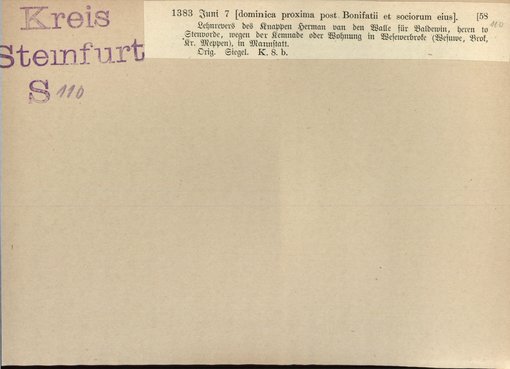 Kreis
Steinfurt
S 110
1383 Juni 7 [dominica proxima post Bonifatii et sociorum eius]. [58
110
Lehnrevers des Knappen Herman van den Walle für Baldewin, heren to
Stenvorde, wegen der Kemnade oder Wohnung in Wesewerbroke (Wesuwe, Brok,
Kr. Meppen), in Mannstatt.
Orig. Siegel. K. 8. b.